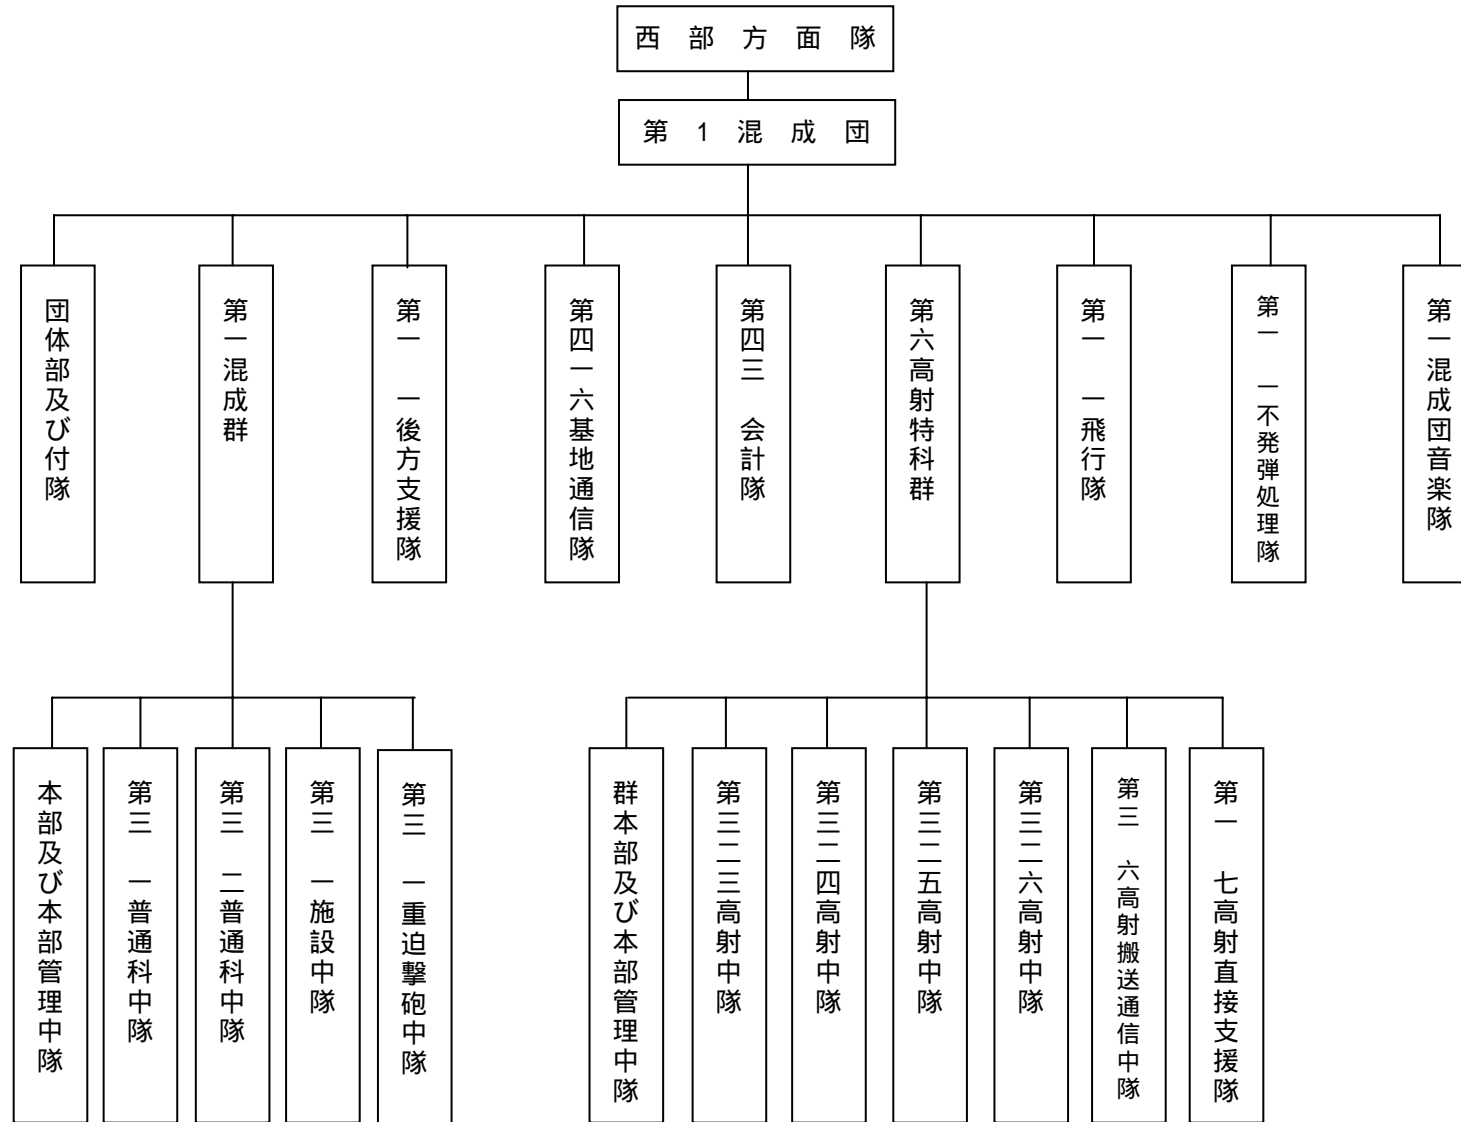 西部方面隊
第1混成団
団体部及び付隊
第一混成群
第一 一後方支援隊
第四一六基地通信隊
第四三 会計隊
第六高射特科群
第一 一飛行隊
第一 一不発弾処理隊
第一混成団音楽隊
本部及び本部管理中隊
第三 一普通科中隊
第三 二普通科中隊
第三 一施設中隊
第三 一重迫撃砲中隊
群本部及び本部管理中隊
第三二三高射中隊
第三二四高射中隊
第三二五高射中隊
第三二六高射中隊
第三 六高射搬送通信中隊
第一 七高射直接支援隊